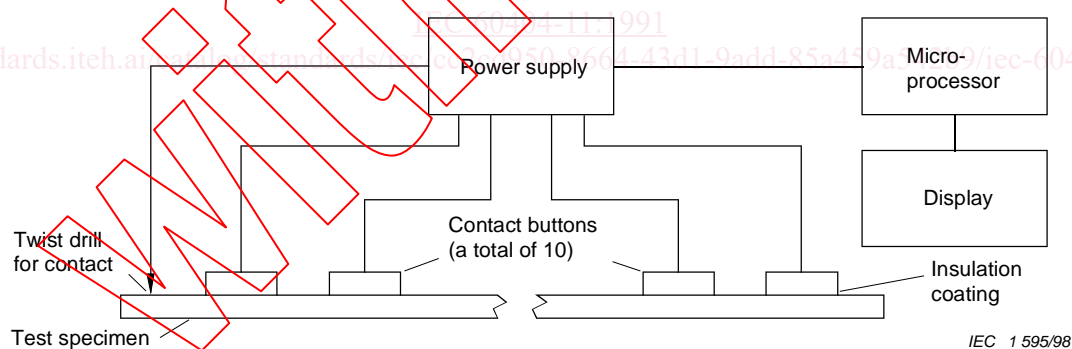 IEC 60404-11:1991
Power supply
Micro-
processor
Display
Contact buttons
(a total of 10)
Twist drill
for contact
Insulation
coating
Test specimen
IEC 1 595/98